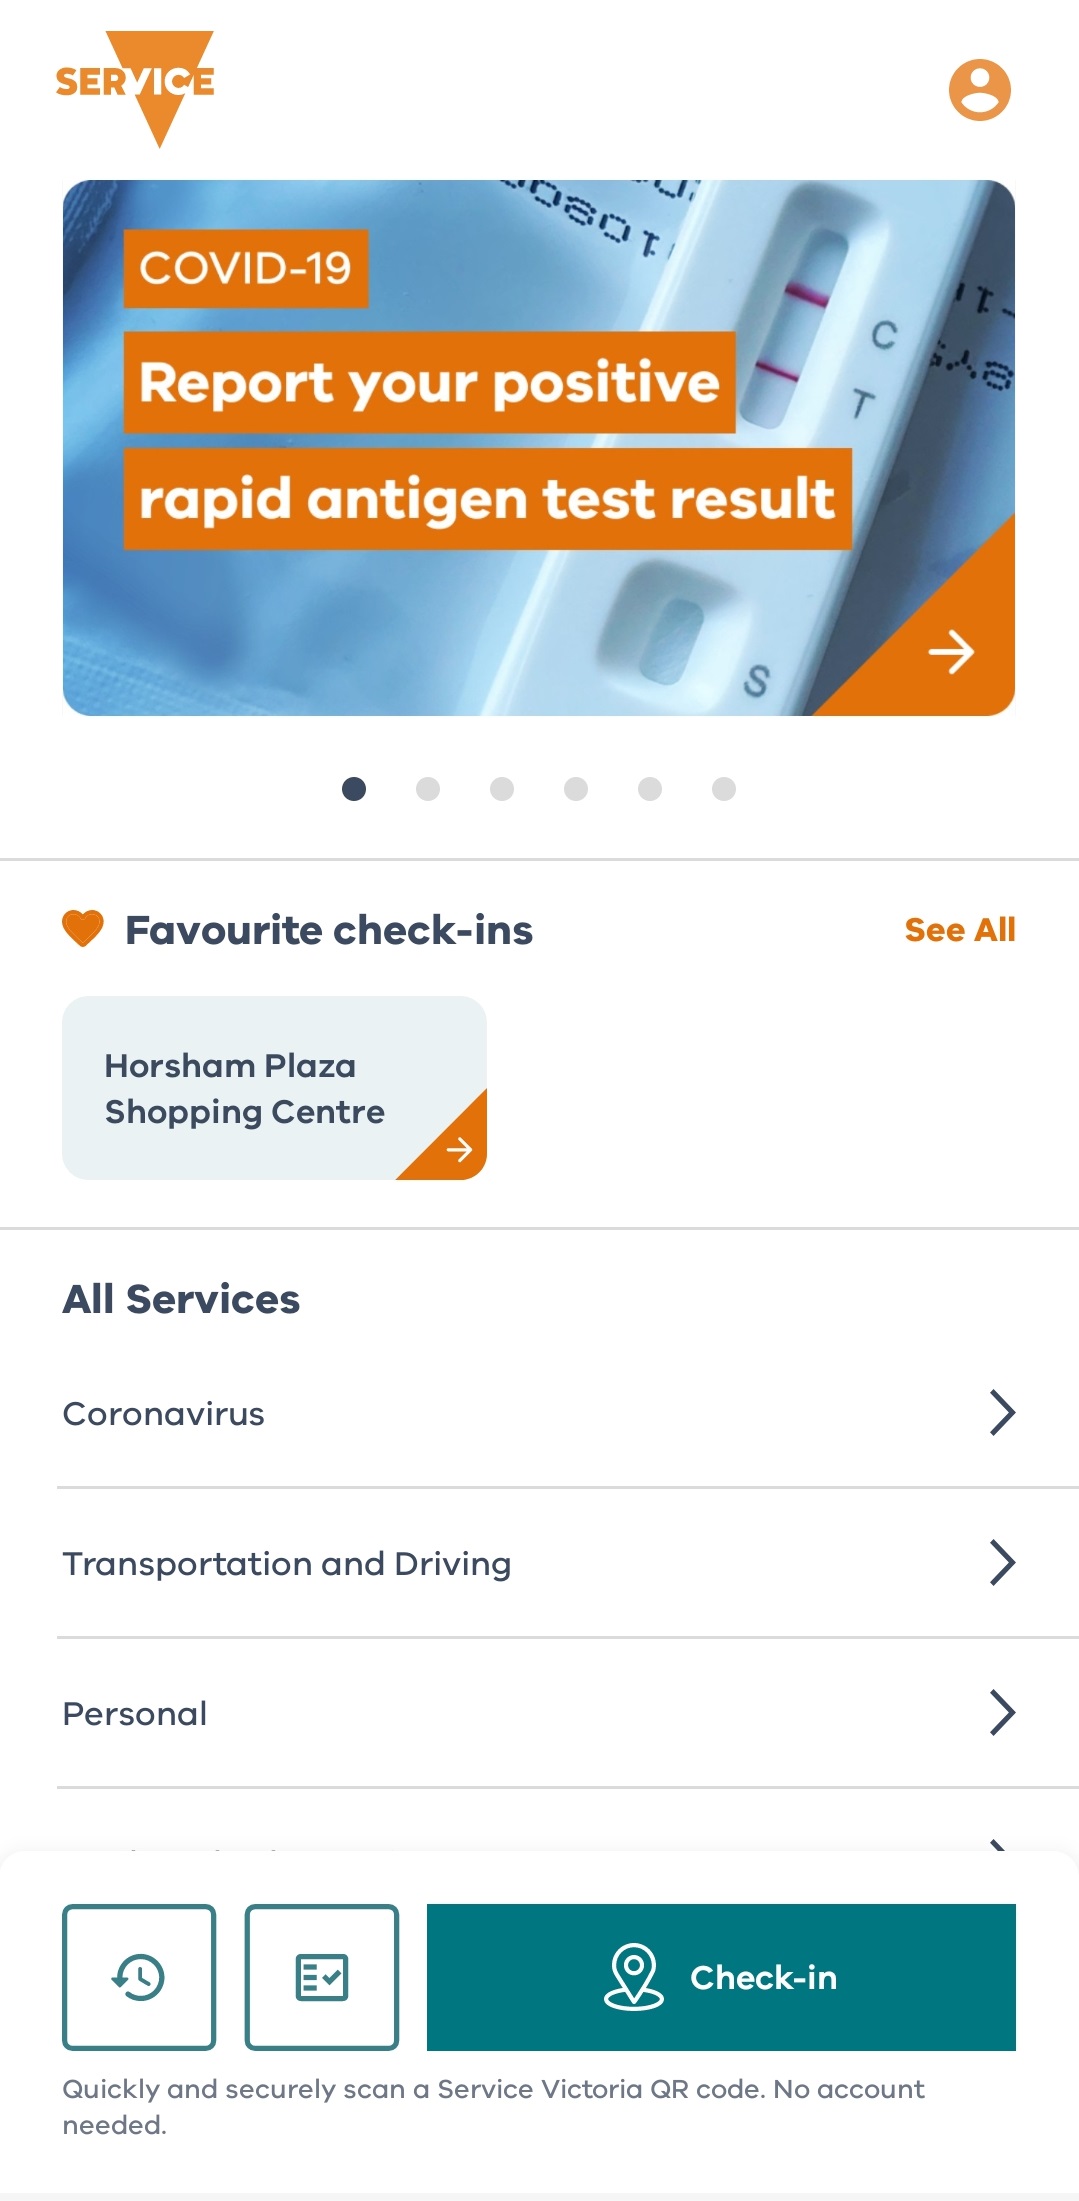 SERVICE
COVID-19
Report your positive
rapid antigen test result
C
T
S
Favourite check-ins
See All
Horsham Plaza
Shopping Centre
All Services
Coronavirus
Transportation and Driving
Personal
Check-in
Quickly and securely scan a Service Victoria QR code. No account
needed.